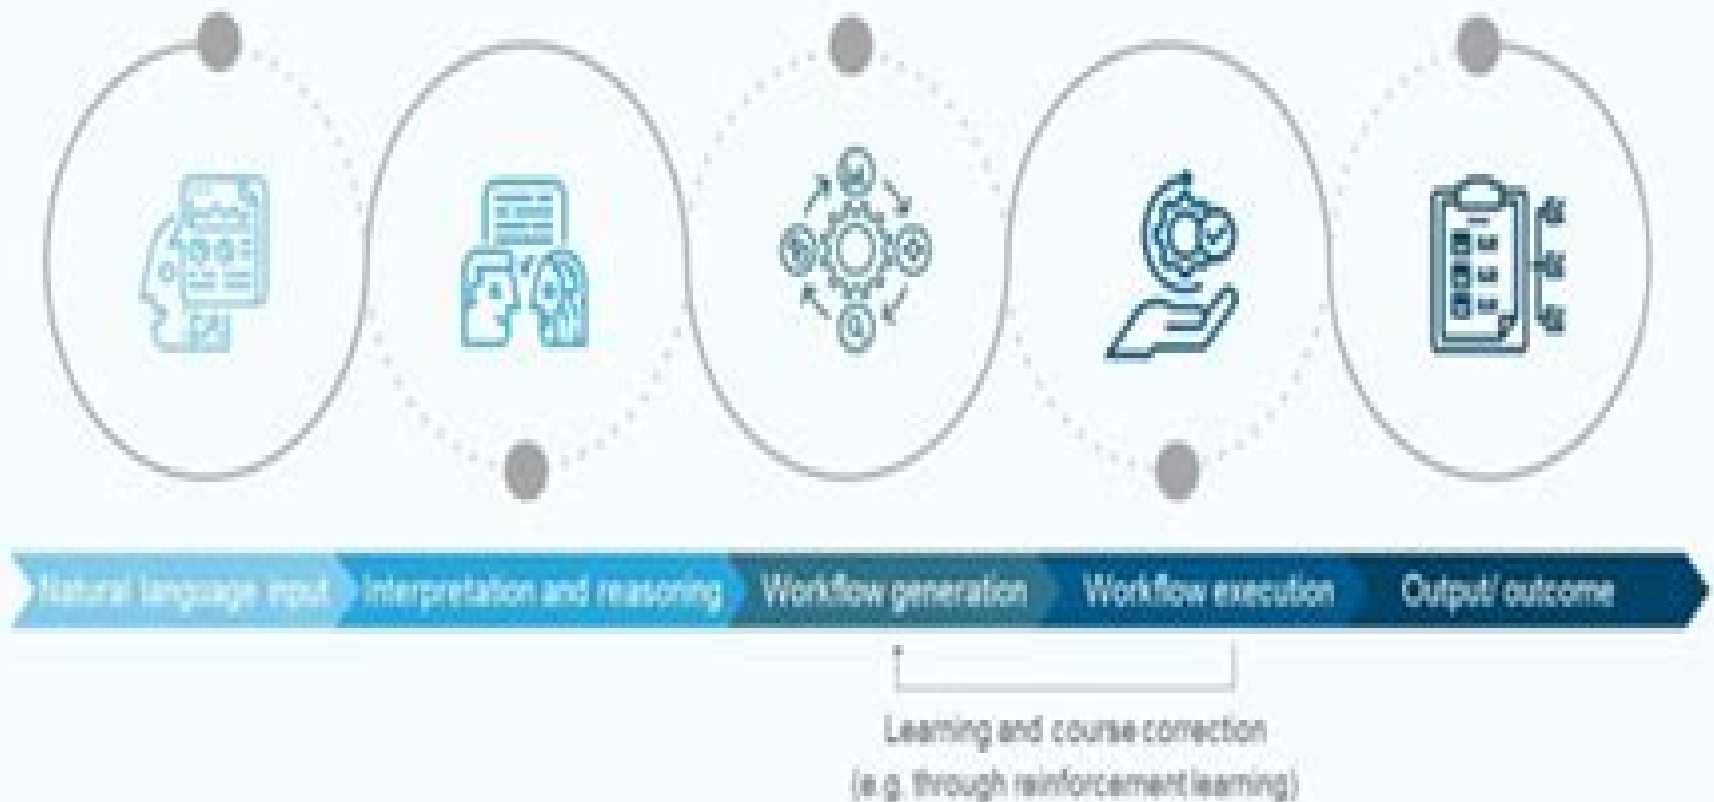 Natural language input
Interpretation and reasoning
Workflow generation
Workflow execution
Output/ outcome
Learning and course correction
(e.g. through reinforcement learning)